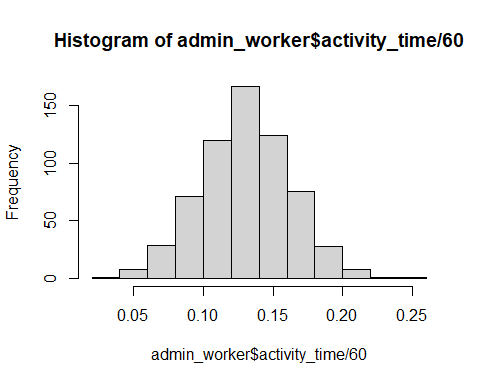 Histogram of admin_worker$activity_time/60
Frequency
150
100
50
0
0.05 0.10 0.15 0.20 0.25
admin_worker$activity_time/60